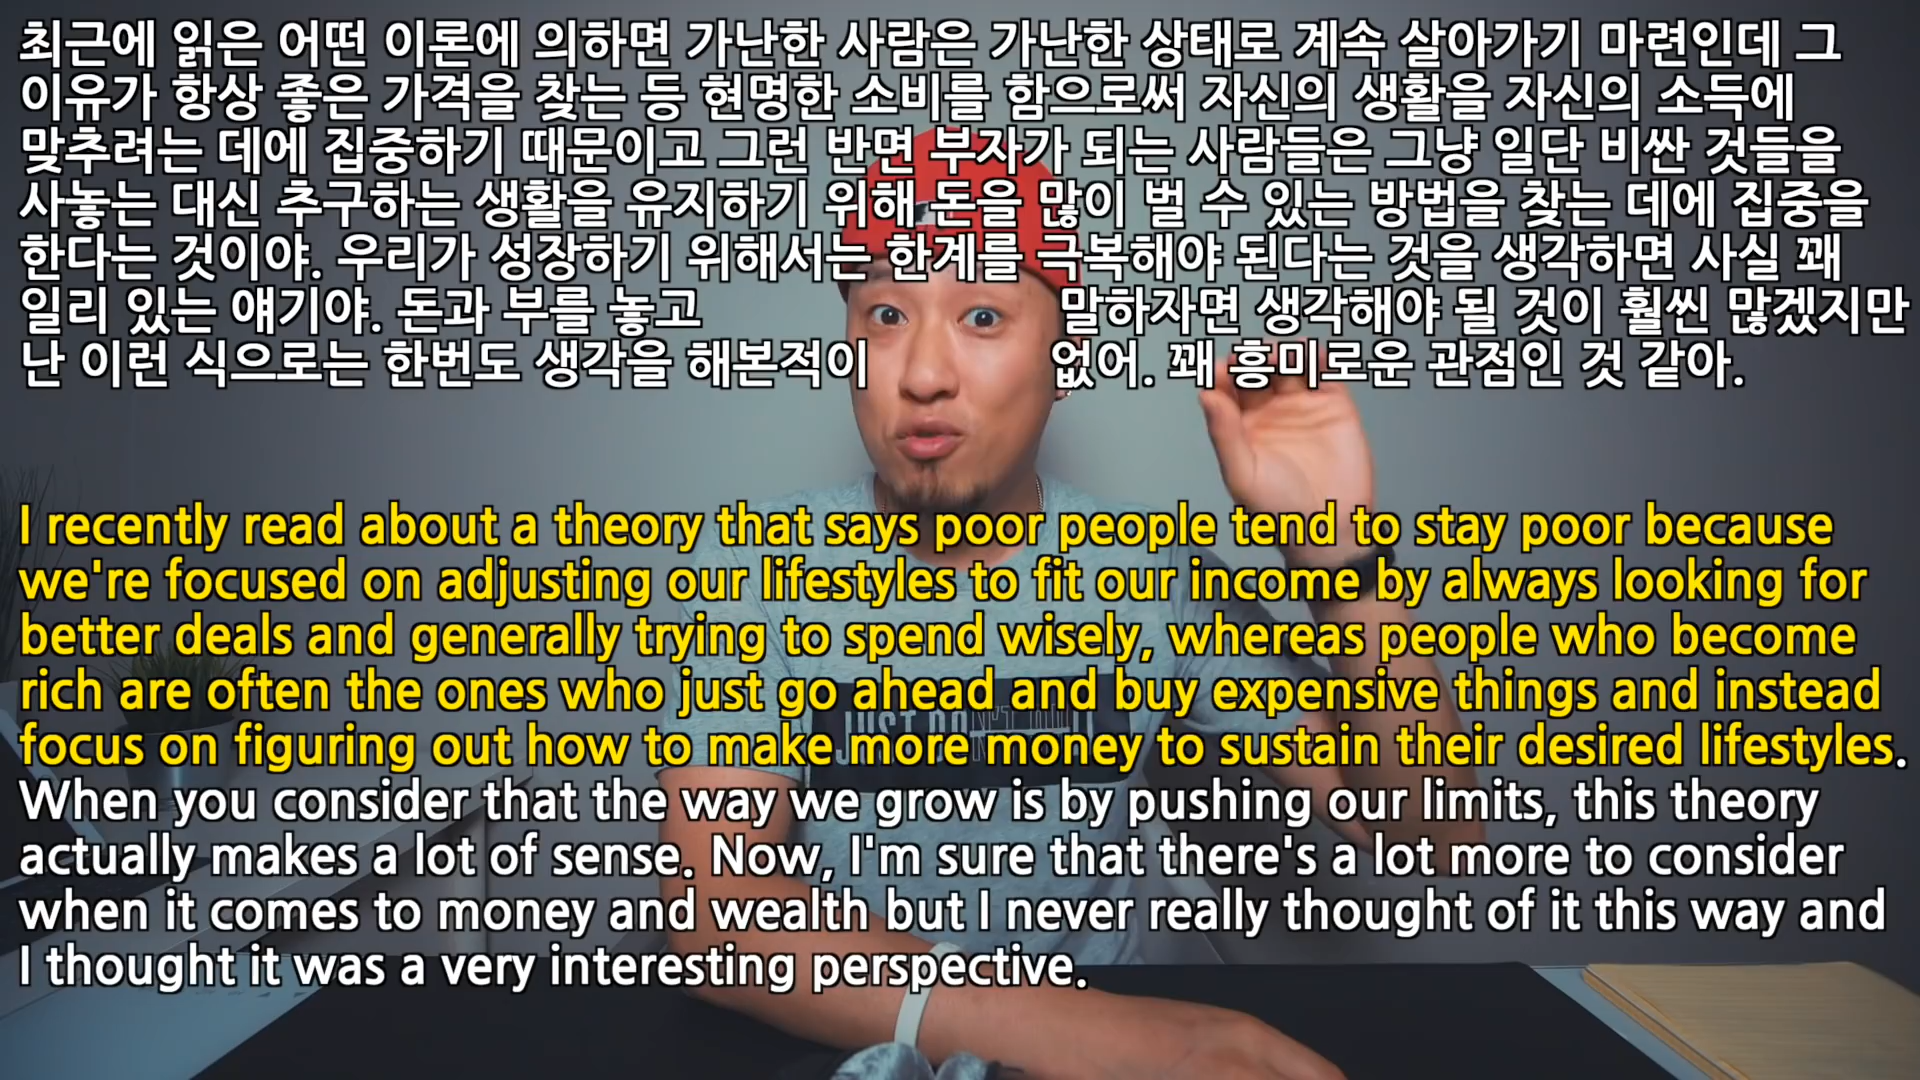 최근에 읽은 어떤 이론에 의하면 가난한 사람은 가난한 상태로 계속 살아가기 마련인데 그
이유가 항상 좋은 가격을 찾는 등 현명한 소비를 함으로써 자신의 생활을 자신의 소득에
맞추려는 데에 집중하기 때문이고 그런 반면 부자가 되는 사람들은 그냥 일단 비싼 것들을
사놓는 대신 추구하는 생활을 유지하기 위해 돈을 많이 벌 수 있는 방법을 찾는 데에 집중을
한다는 것이야. 우리가 성장하기 위해서는 한계를 극복해야 된다는 것을 생각하면 사실 꽤
일리 있는 얘기야. 돈과 부를 놓고 말하자면 생각해야 될 것이 훨씬 많겠지만
난 이런 식으로는 한번도 생각을 해본적이 없어. 꽤 흥미로운 관점인 것 같아.
I recently read about a theory that says poor people tend to stay poor because
we're focused on adjusting our lifestyles to fit our income by always looking for
better deals and generally trying to spend wisely, whereas people who become
rich are often the ones who just go ahead and buy expensive things and instead
JUST DON'T
focus on figuring out how to make more money to sustain their desired lifestyles.
When you consider that the way we grow is by pushing our limits, this theory
actually makes a lot of sense. Now, I'm sure that there's a lot more to consider
when it comes to money and wealth but I never really thought of it this way and
I thought it was a very interesting perspective.